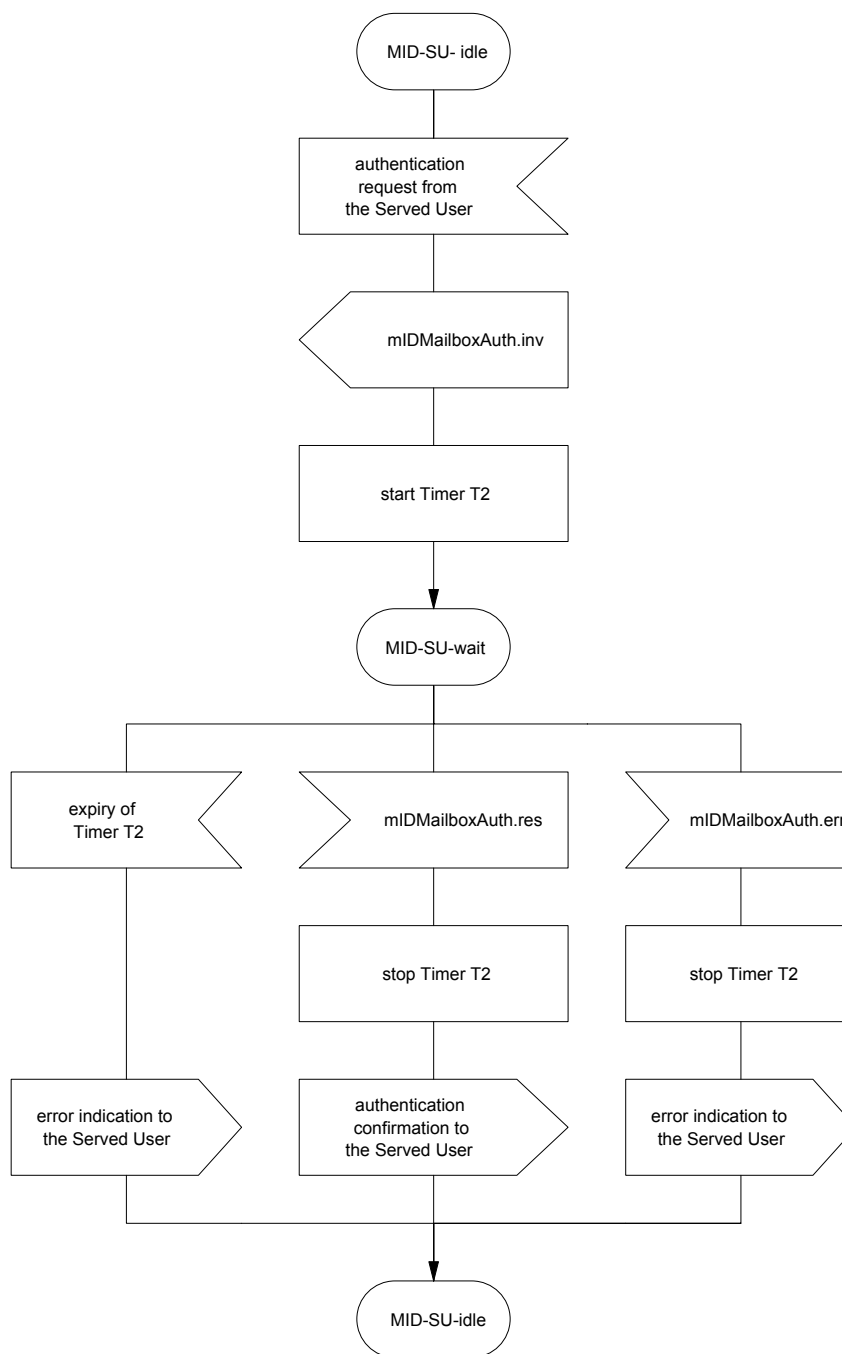 MID-SU- idle
authentication
request from
the Served User
mIDMailboxAuth.inv
start Timer T2
MID-SU-wait
expiry of
Timer T2
mIDMailboxAuth.res
mIDMailboxAuth.err
stop Timer T2
stop Timer T2
error indication to
the Served User
authentication
confirmation to
the Served User
error indication to
the Served User
MID-SU-idle